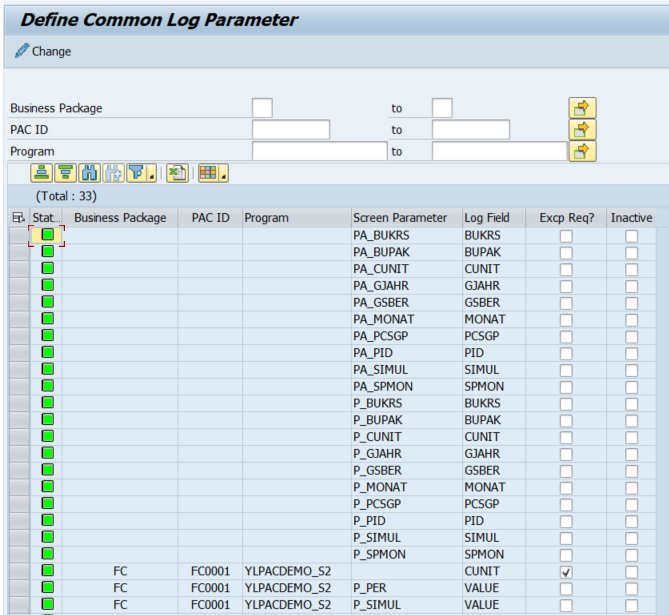 Define Common Log Parameter
Change
Business Package to
PAC ID to
Program to
(Total : 33)
Stat... Business Package PAC ID Program Screen Parameter Log Field Excp Req? Inactive
PA_BUKRS BUKRS
PA_BUPAK BUPAK
PA_CUNIT CUNIT
PA_GJAHR GJAHR
PA_GSBER GSBER
PA_MONAT MONAT
PA_PCSGP PCSGP
PA_PID PID
PA_SIMUL SIMUL
PA_SPMON SPMON
P_BUKRS BUKRS
P_BUPAK BUPAK
P_CUNIT CUNIT
P_GJAHR GJAHR
P_GSBER GSBER
P_MONAT MONAT
P_PCSGP PCSGP
P_PID PID
P_SIMUL SIMUL
P_SPMON SPMON
FC FC0001 YLPACDEMO_S2 CUNIT
FC FC0001 YLPACDEMO_S2 P_PER VALUE
FC FC0001 YLPACDEMO_S2 P_SIMUL VALUE